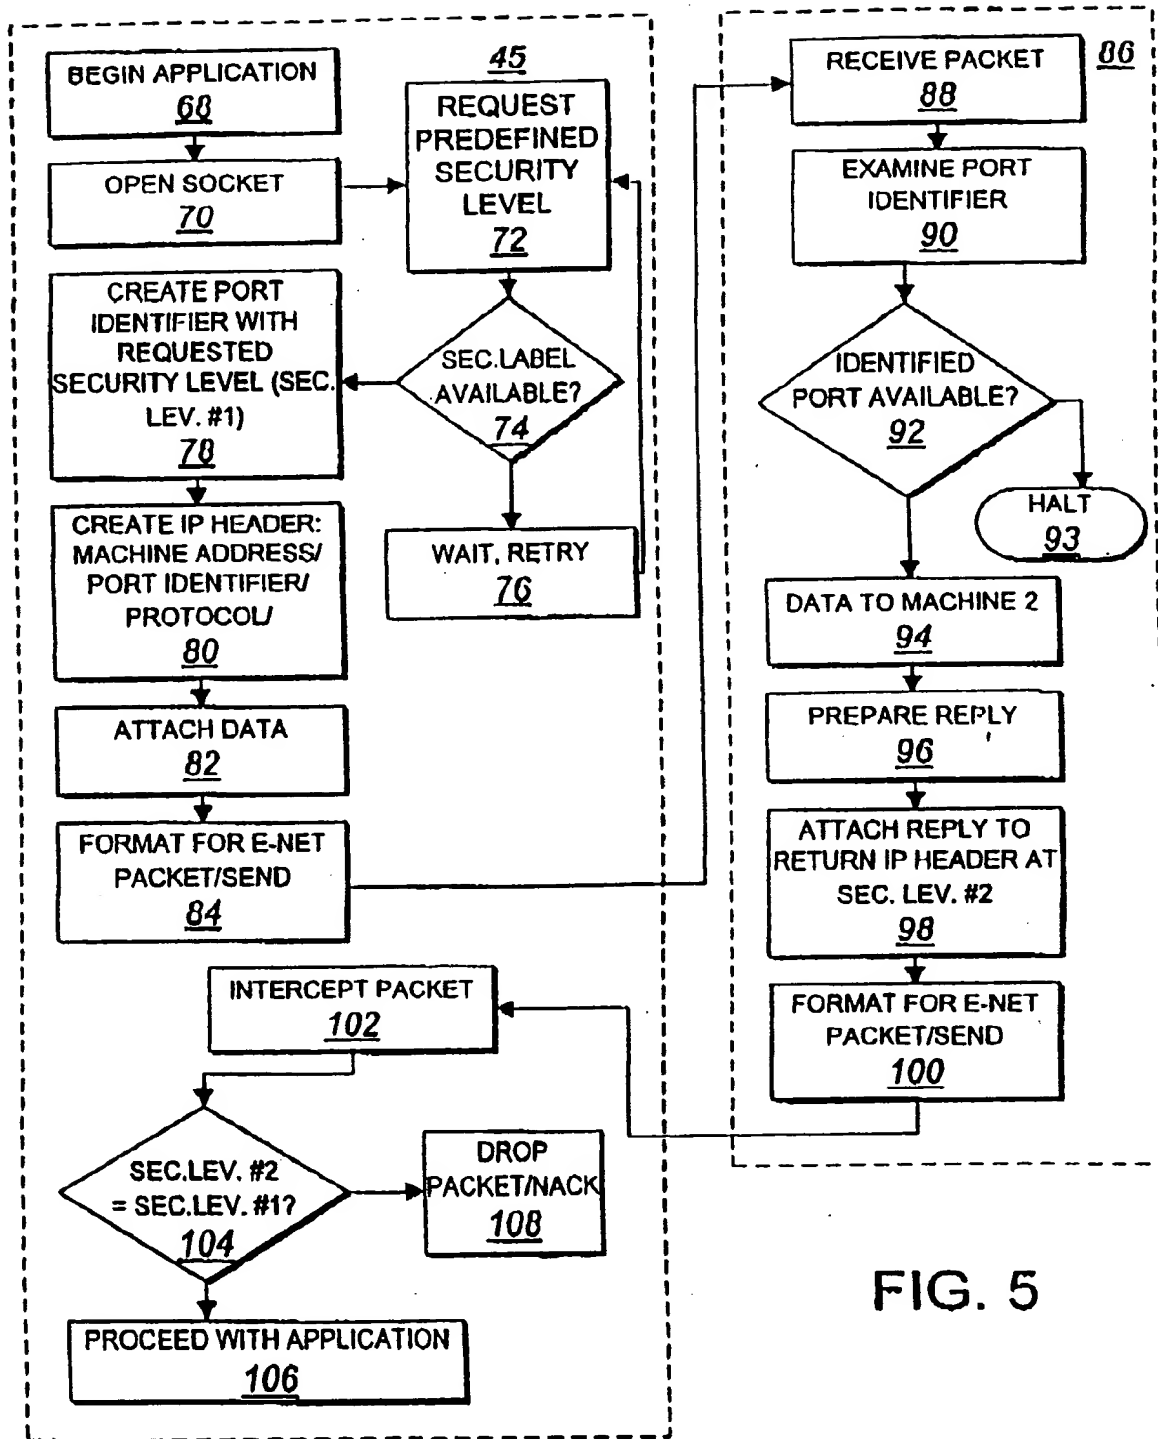 BEGIN APPLICATION
68
OPEN SOCKET
70
45
REQUEST
PREDEFINED
SECURITY
LEVEL
72
SEC.LABEL
AVAILABLE?
74
WAIT, RETRY
76
CREATE PORT
IDENTIFIER WITH
REQUESTED
SECURITY LEVEL (SEC.
LEV. #1)
78
CREATE IP HEADER:
MACHINE ADDRESS/
PORT IDENTIFIER/
PROTOCOL/
80
ATTACH DATA
82
FORMAT FOR E-NET
PACKET/SEND
84
86
RECEIVE PACKET
88
EXAMINE PORT
IDENTIFIER
90
IDENTIFIED
PORT AVAILABLE?
92
HALT
93
DATA TO MACHINE 2
94
PREPARE REPLY
96
ATTACH REPLY TO
RETURN IP HEADER AT
SEC. LEV. #2
98
FORMAT FOR E-NET
PACKET/SEND
100
INTERCEPT PACKET
102
SEC.LEV. #2
= SEC.LEV. #1?
104
DROP
PACKET/NACK
108
PROCEED WITH APPLICATION
106
FIG. 5